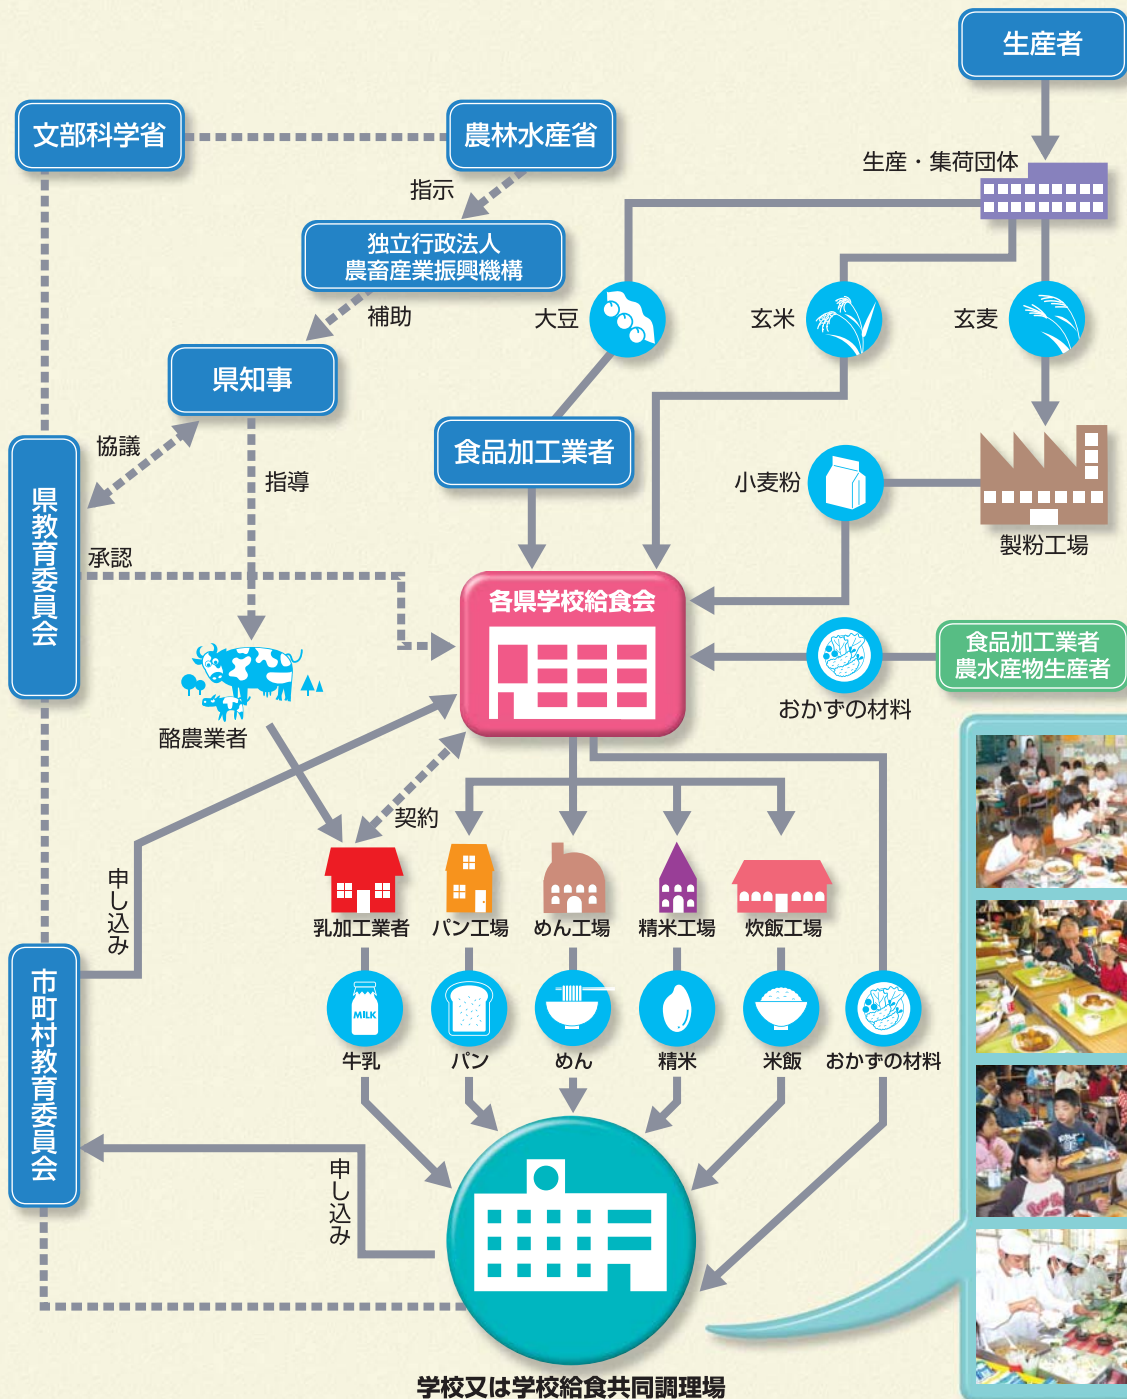 生産者
文部科学省
農林水産省
生産・集荷団体
指示
独立行政法人
農畜産業振興機構
補助
大豆
玄米
玄麦
県知事
協議
指導
食品加工業者
小麦粉
製粉工場
県教育委員会
承認
各県学校給食会
食品加工業者
農水産物生産者
おかずの材料
酪農業者
契約
申し込み
乳加工業者
パン工場
めん工場
精米工場
炊飯工場
市町村教育委員会
MILK
牛乳
パン
めん
精米
米飯
おかずの材料
申し込み
学校又は学校給食共同調理場